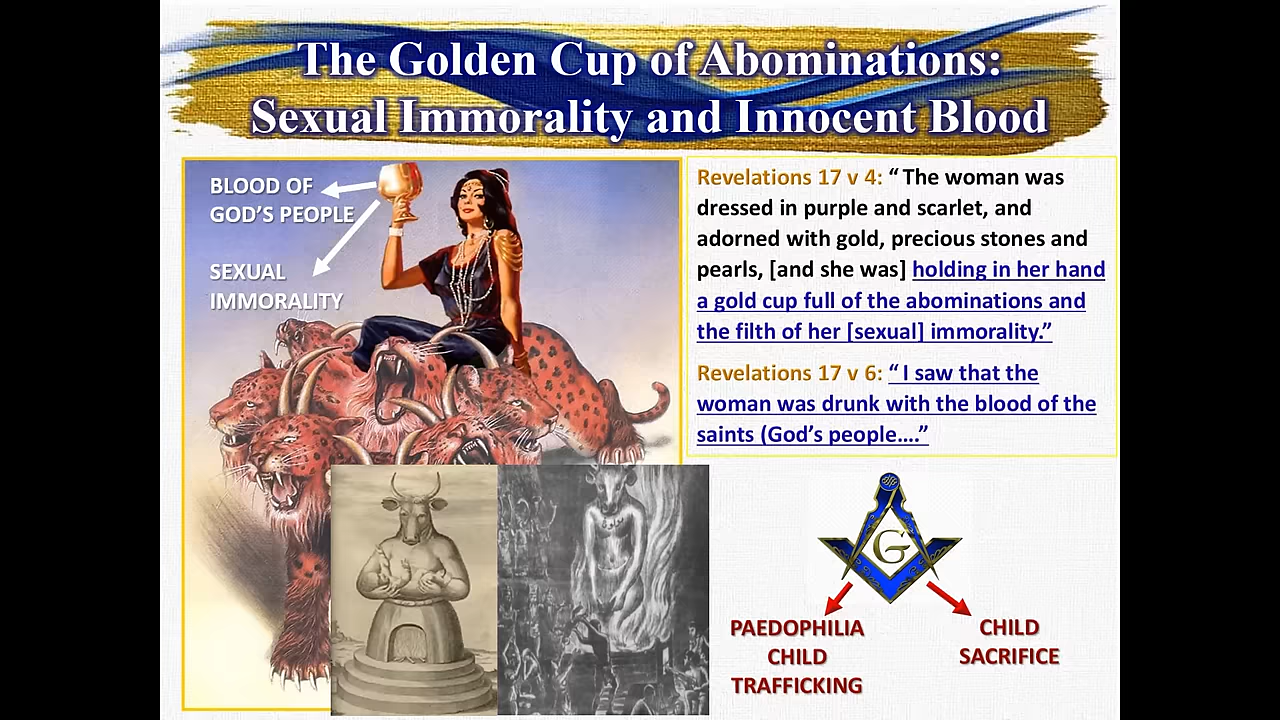 The Golden Cup of Abominations:
Sexual Immorality and Innocent Blood
BLOOD OF
GOD'S PEOPLE
SEXUAL
IMMORALITY
Revelations 17 v 4: “ The woman was
dressed in purple and scarlet, and
adorned with gold, precious stones and
pearls, [and she was] holding in her hand
a gold cup full of the abominations and
the filth of her [sexual] immorality.”
Revelations 17 v 6: “ I saw that the
woman was drunk with the blood of the
saints (God’s people….”
G
PAEDOPHILIA
CHILD
TRAFFICKING
CHILD
SACRIFICE